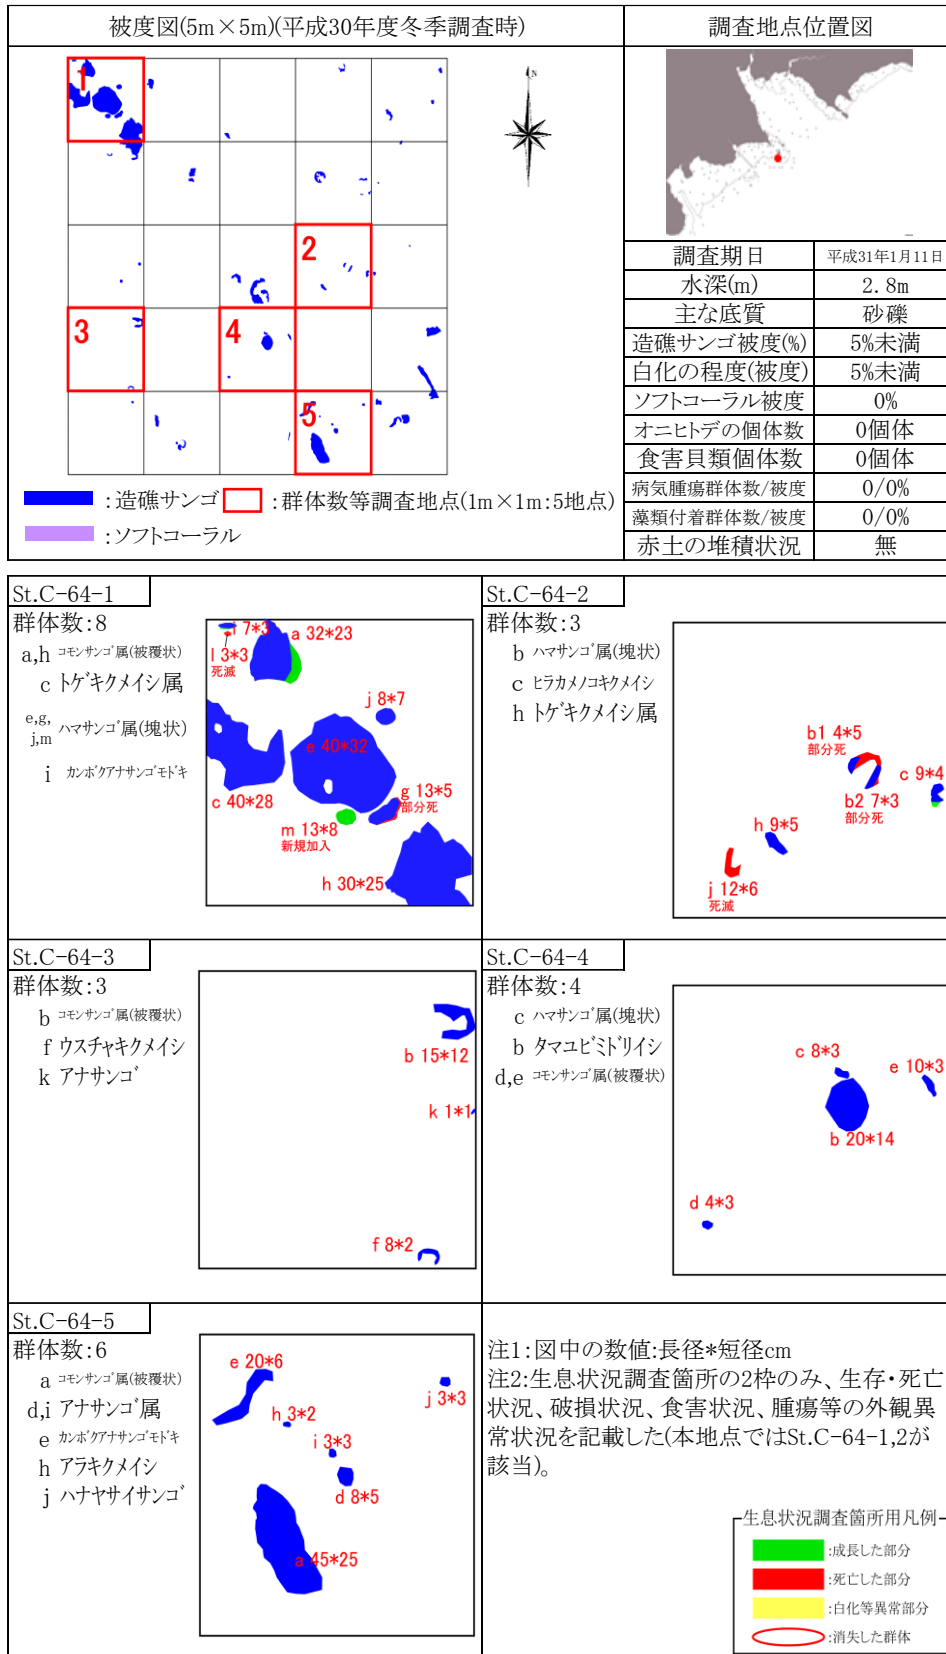 被度図(5m×5m)(平成30年度冬季調査時)
調査地点位置図
1
2
3
4
5
N
:造礁サンゴ
:群体数等調査地点(1m×1m:5地点)
:ソフトコーラル
調査期日 平成31年1月11日
水深(m) 2.8m
主な底質 砂礫
造礁サンゴ被度(%) 5%未満
白化の程度(被度) 5%未満
ソフトコーラル被度 0%
オニヒトデの個体数 0個体
食害貝類個体数 0個体
病気腫瘍群体数/被度 0/0%
藻類付着群体数/被度 0/0%
赤土の堆積状況 無
St.C-64-1
群体数:8
a,h コモンサンゴ属(被覆状)
c トゲキクメイシ属
e,g,
j,m ハマサンゴ属(塊状)
i カンボクアナサンゴモドキ
i 7*3
a 32*23
l 3*3
死滅
j 8*7
e 40*32
c 40*28
g 13*5
部分死
m 13*8
新規加入
h 30*25
St.C-64-2
群体数:3
b ハマサンゴ属(塊状)
c ヒラカメノコキクメイシ
h トゲキクメイシ属
b1 4*5
部分死
c 9*4
b2 7*3
部分死
h 9*5
j 12*6
死滅
St.C-64-3
群体数:3
b コモンサンゴ属(被覆状)
f ウスチャキクメイシ
k アナサンゴ
b 15*12
k 1*1
f 8*2
St.C-64-4
群体数:4
c ハマサンゴ属(塊状)
b タマユビミドリイシ
d,e コモンサンゴ属(被覆状)
c 8*3
e 10*3
b 20*14
d 4*3
St.C-64-5
群体数:6
a コモンサンゴ属(被覆状)
d,i アナサンゴ属
e カンボクアナサンゴモドキ
h アラキクメイシ
j ハナヤサイサンゴ
e 20*6
j 3*3
h 3*2
i 3*3
d 8*5
a 45*25
注1:図中の数値:長径*短径cm
注2:生息状況調査箇所の2枠のみ、生存・死亡
状況、破損状況、食害状況、腫瘍等の外観異
常状況を記載した(本地点ではSt.C-64-1,2が
該当)。
生息状況調査箇所用凡例
:成長した部分
:死亡した部分
:白化等異常部分
:消失した群体